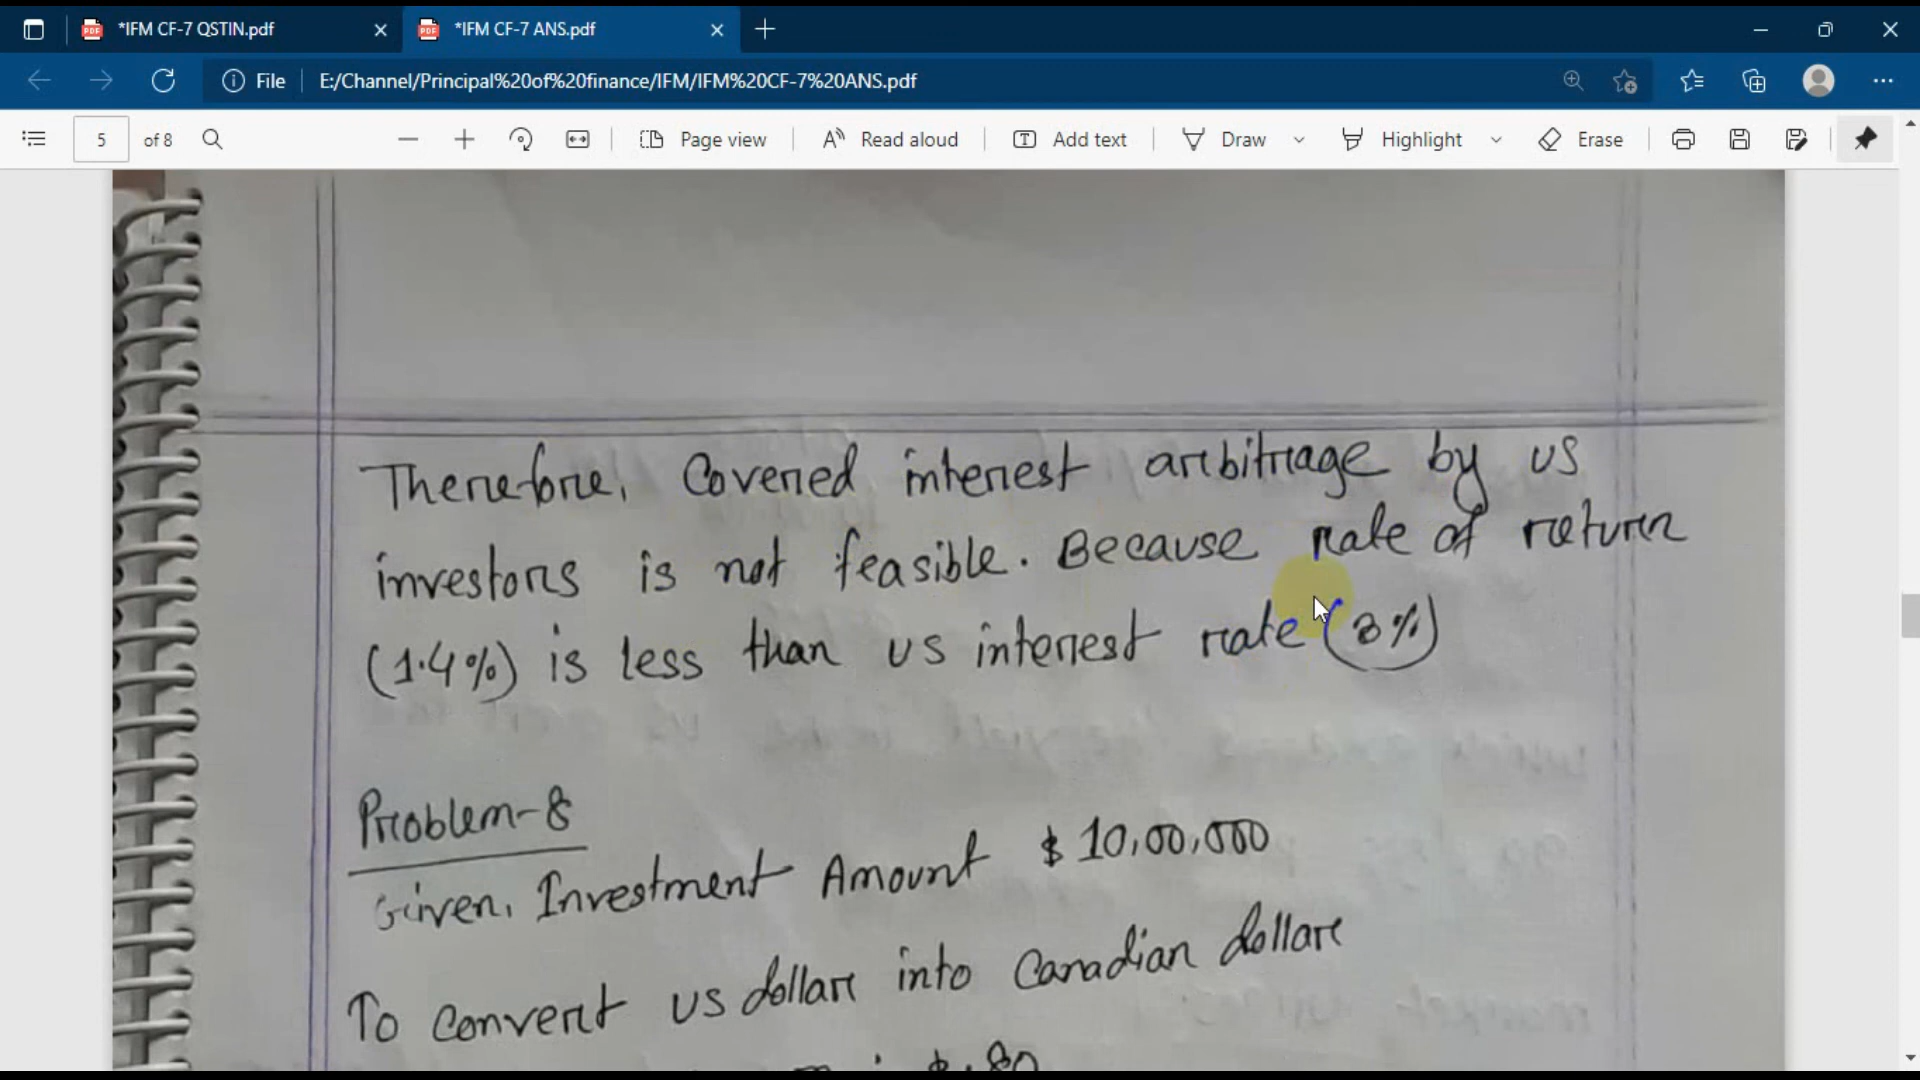 *IFM CF-7 QSTIN.pdf
*IFM CF-7 ANS.pdf
File
E:/Channel/Principal%20of%20finance/IFM/IFM%20CF-7%20ANS.pdf
5 of 8
Page view
Read aloud
Add text
Draw
Highlight
Erase
Therefore, Covered interest arbitrage by US
investors is not feasible. Because rate of return
(1.4%) is less than US interest rate (3%)
Problem-8
Given, Investment Amount $ 10,00,000
To convert US dollar into Canadian dollar
$.80